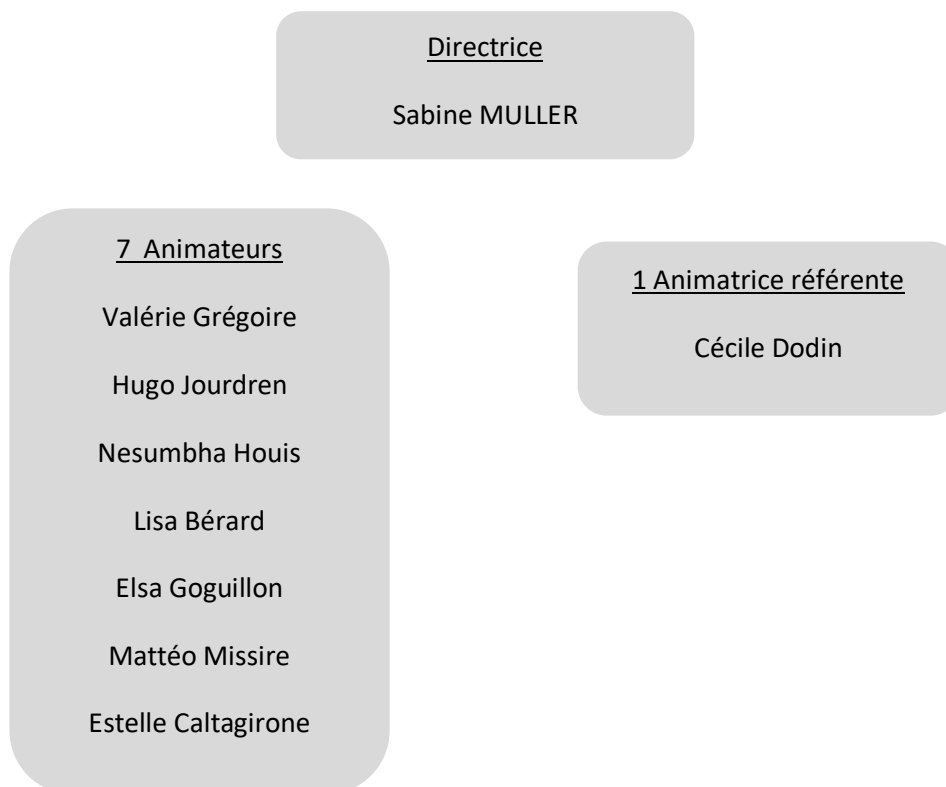 Directrice
Sabine MULLER
7 Animateurs
Valérie Grégoire
Hugo Jourdren
Nesumbha Houis
Lisa Bérard
Elsa Goguillon
Mattéo Missire
Estelle Caltagirone
1 Animatrice référente
Cécile Dodin